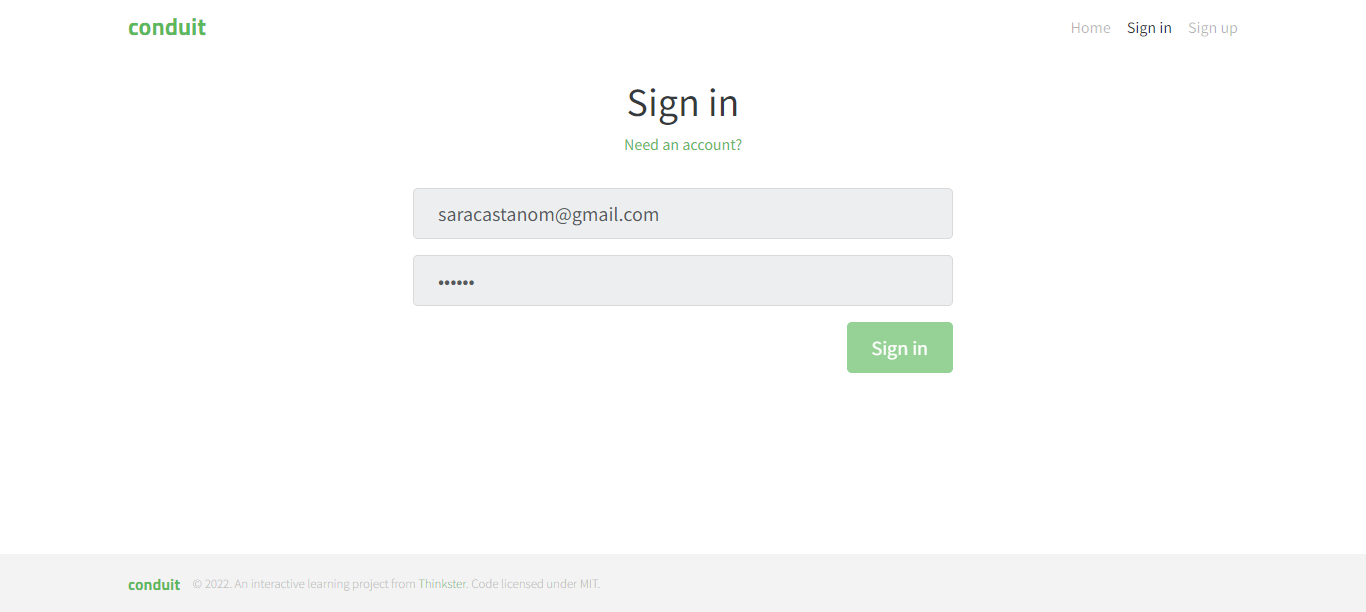 conduit
Home Sign in Sign up
Sign in
Need an account?
saracastanom@gmail.com
••••••
Sign in
conduit © 2022. An interactive learning project from Thinkster. Code licensed under MIT.